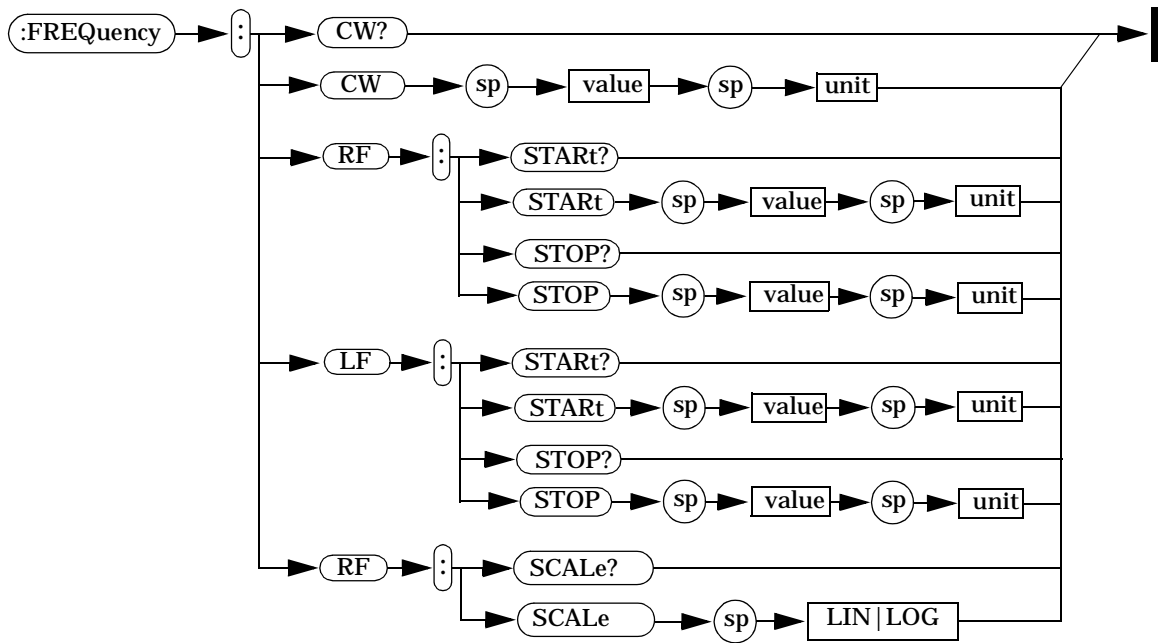 :FREQuency : CW?
CW sp value sp unit
RF : STARt?
STARt sp value sp unit
STOP?
STOP sp value sp unit
LF : STARt?
STARt sp value sp unit
STOP?
STOP sp value sp unit
RF : SCALe?
SCALe sp LIN|LOG